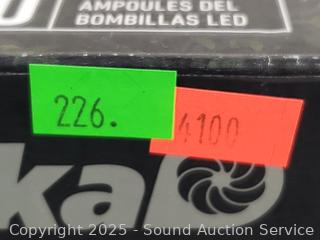 AMPOULES DEL
BOMBILLAS LED
226.
4100
ka
Copyright 2025 - Sound Auction Service